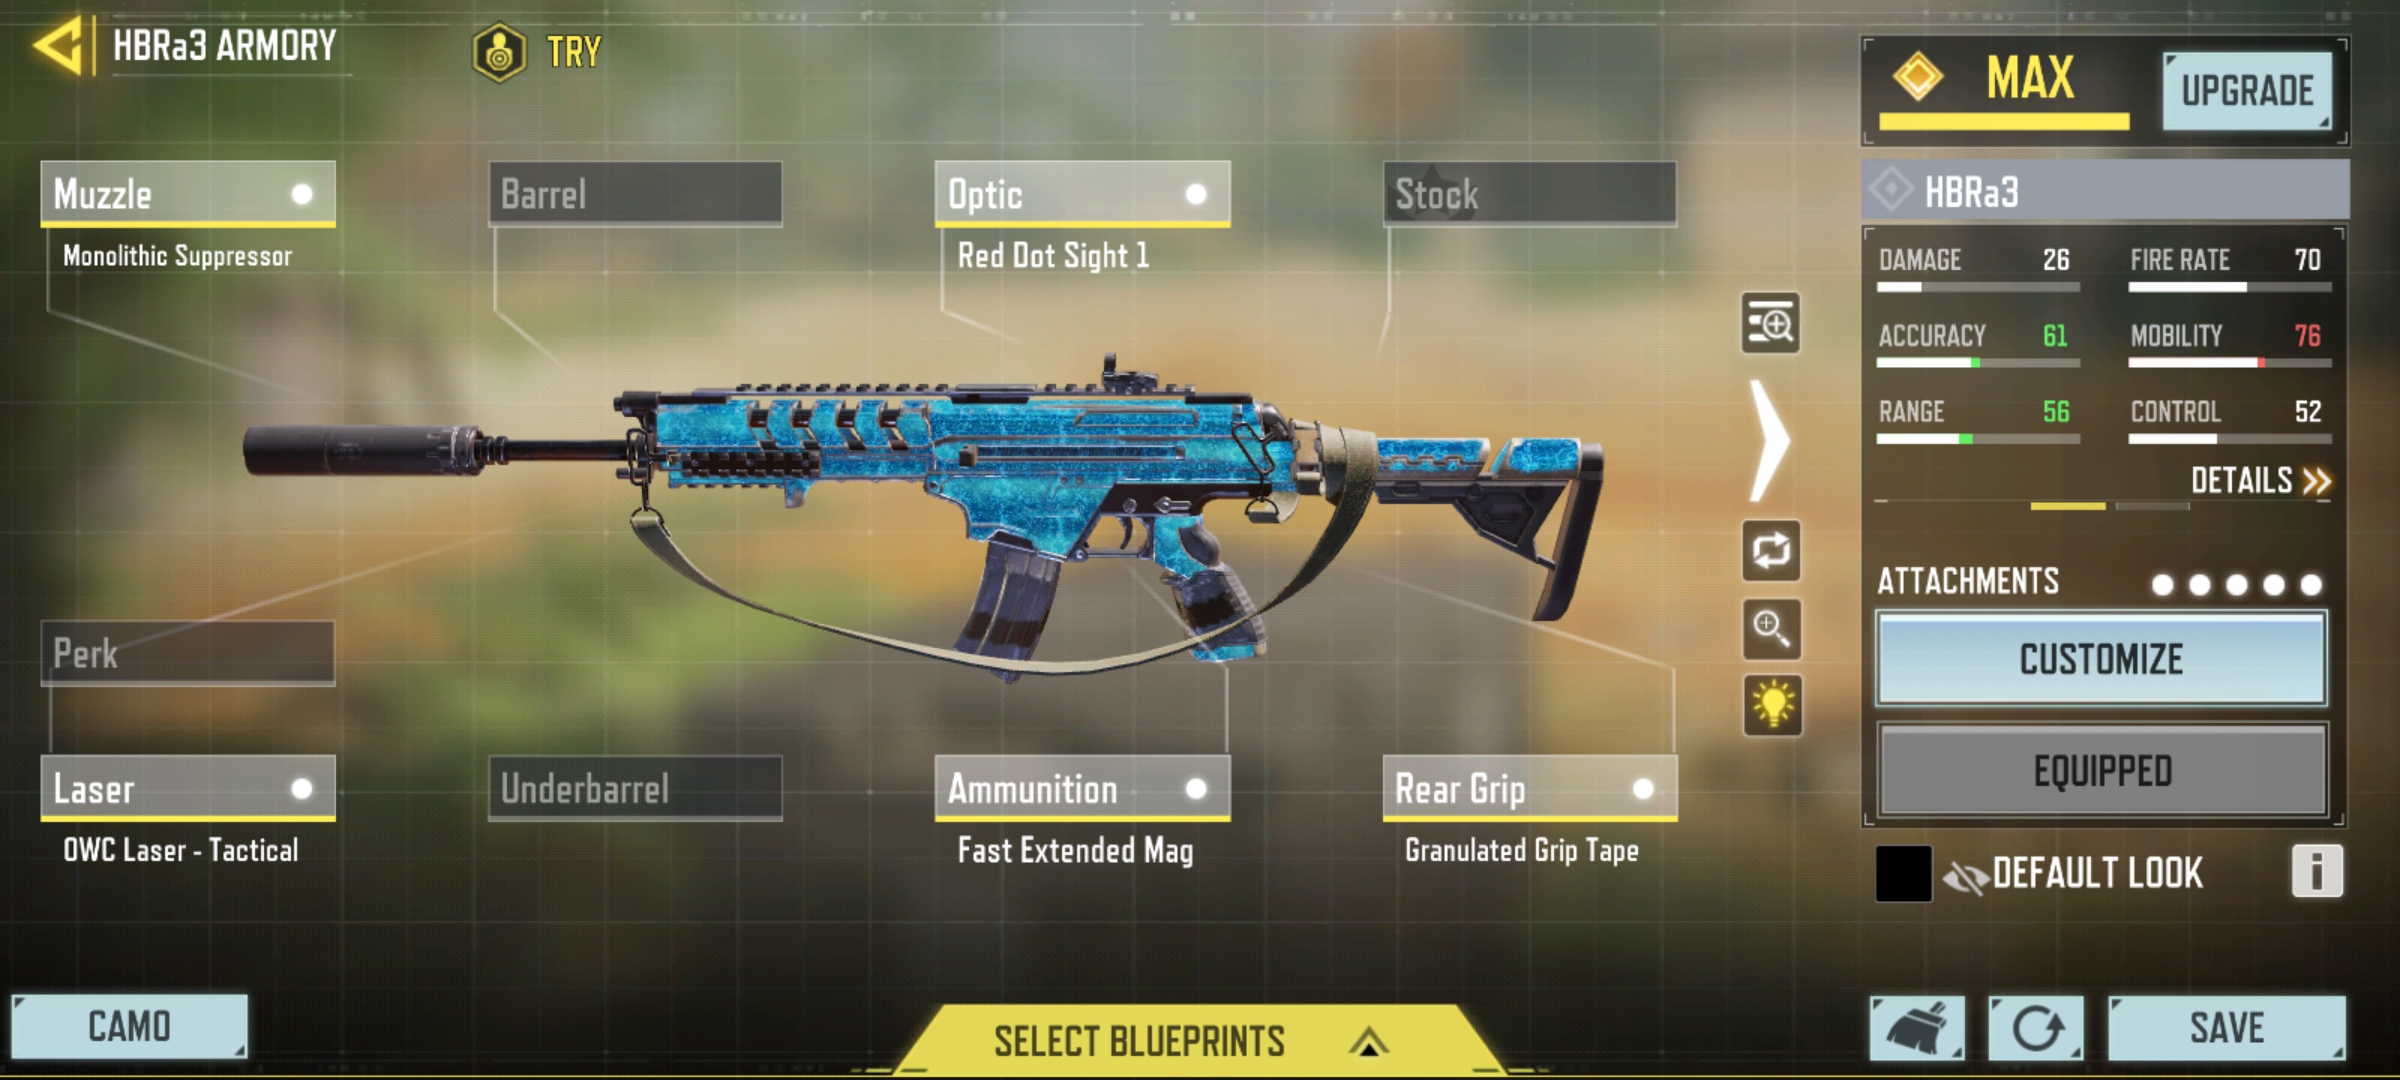 HBRa3 ARMORY
TRY
MAX
UPGRADE
Muzzle
Monolithic Suppressor
Barrel
Optic
Red Dot Sight 1
Stock
HBRa3
DAMAGE 26
FIRE RATE 70
ACCURACY 61
MOBILITY 76
RANGE 56
CONTROL 52
DETAILS
ATTACHMENTS
CUSTOMIZE
EQUIPPED
Perk
Laser
OWC Laser - Tactical
Underbarrel
Ammunition
Fast Extended Mag
Rear Grip
Granulated Grip Tape
DEFAULT LOOK
i
CAMO
SELECT BLUEPRINTS
SAVE